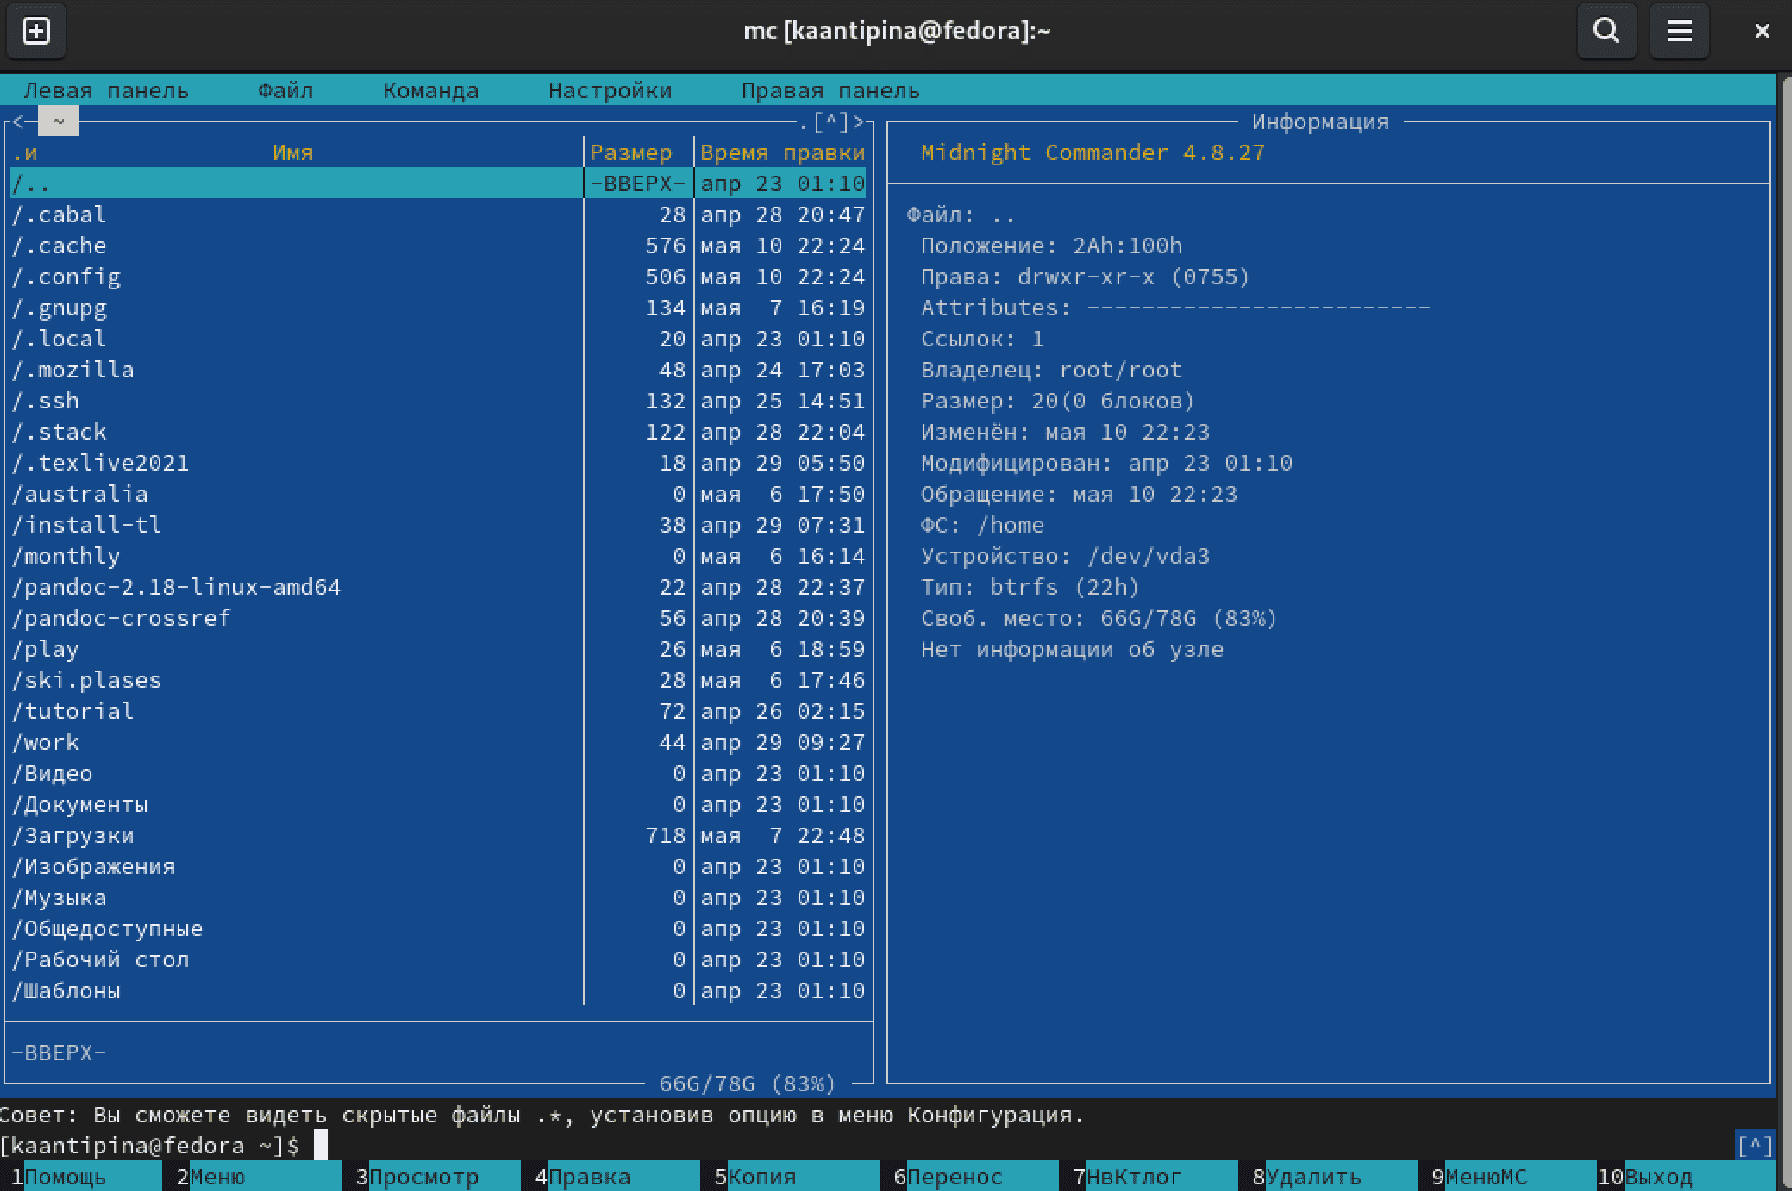 mc [kaantipina@fedora]:~
Левая панель Файл Команда Настройки Правая панель
<- ~ .[^]>
.и Имя Размер Время правки
/.. -ВВЕРХ- апр 23 01:10
/.cabal 28 апр 28 20:47
/.cache 576 мая 10 22:24
/.config 506 мая 10 22:24
/.gnupg 134 мая 7 16:19
/.local 20 апр 23 01:10
/.mozilla 48 апр 24 17:03
/.ssh 132 апр 25 14:51
/.stack 122 апр 28 22:04
/.texlive2021 18 апр 29 05:50
/australia 0 мая 6 17:50
/install-tl 38 апр 29 07:31
/monthly 0 мая 6 16:14
/pandoc-2.18-linux-amd64 22 апр 28 22:37
/pandoc-crossref 56 апр 28 20:39
/play 26 мая 6 18:59
/ski.plases 28 мая 6 17:46
/tutorial 72 апр 26 02:15
/work 44 апр 29 09:27
/Видео 0 апр 23 01:10
/Документы 0 апр 23 01:10
/Загрузки 718 мая 7 22:48
/Изображения 0 апр 23 01:10
/Музыка 0 апр 23 01:10
/Общедоступные 0 апр 23 01:10
/Рабочий стол 0 апр 23 01:10
/Шаблоны 0 апр 23 01:10
-ВВЕРХ-
66G/78G (83%)
Информация
Midnight Commander 4.8.27
Файл: ..
Положение: 2Ah:100h
Права: drwxr-xr-x (0755)
Attributes: -------------------------
Ссылок: 1
Владелец: root/root
Размер: 20(0 блоков)
Изменён: мая 10 22:23
Модифицирован: апр 23 01:10
Обращение: мая 10 22:23
ФС: /home
Устройство: /dev/vda3
Тип: btrfs (22h)
Своб. место: 66G/78G (83%)
Нет информации об узле
Совет: Вы сможете видеть скрытые файлы .*, установив опцию в меню Конфигурация.
[kaantipina@fedora ~]$ [^]
1Помощь 2Меню 3Просмотр 4Правка 5Копия 6Перенос 7НвКтлог 8Удалить 9МенюMC 10Выход